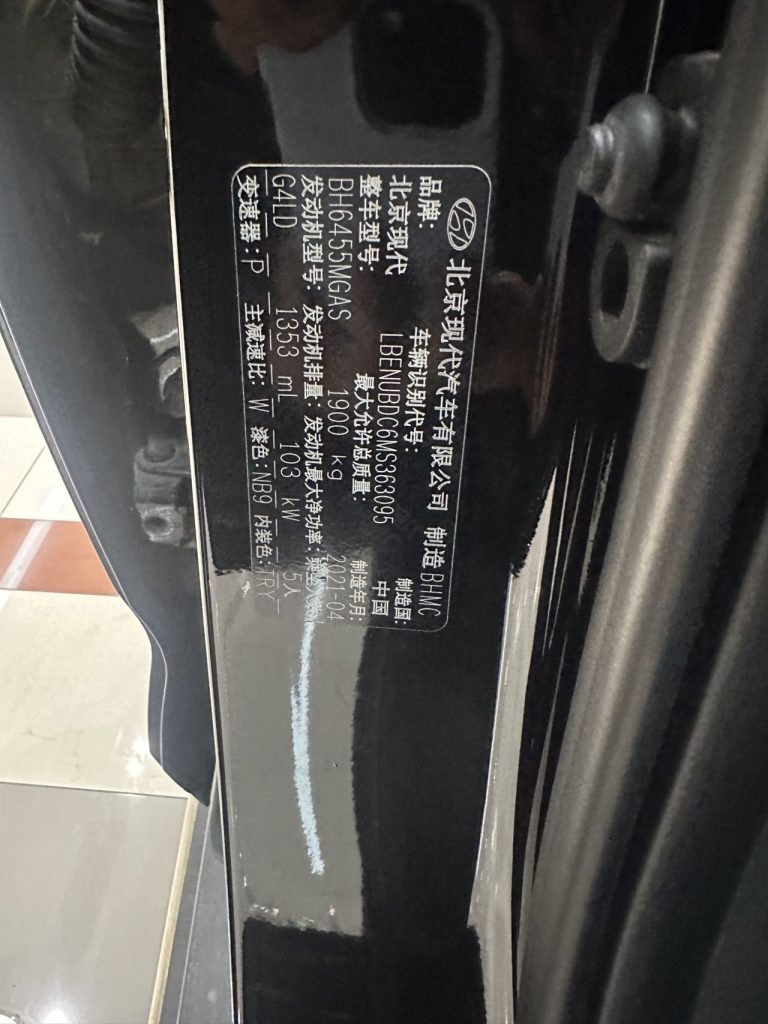 北京现代汽车有限公司 制造 BHMC
品牌: 车辆识别代号: 制造国:
北京现代 LBENUBDC6MS363095 中国
整车型号: 最大允许总质量: 制造年月:
BH6455MGAS 1900 kg 2021-04
发动机型号: 发动机排量: 发动机最大净功率:
G4LD 1353 mL 103 kW 5人
变速器:P 主减速比: W 漆色:NB9 内装色:TRY